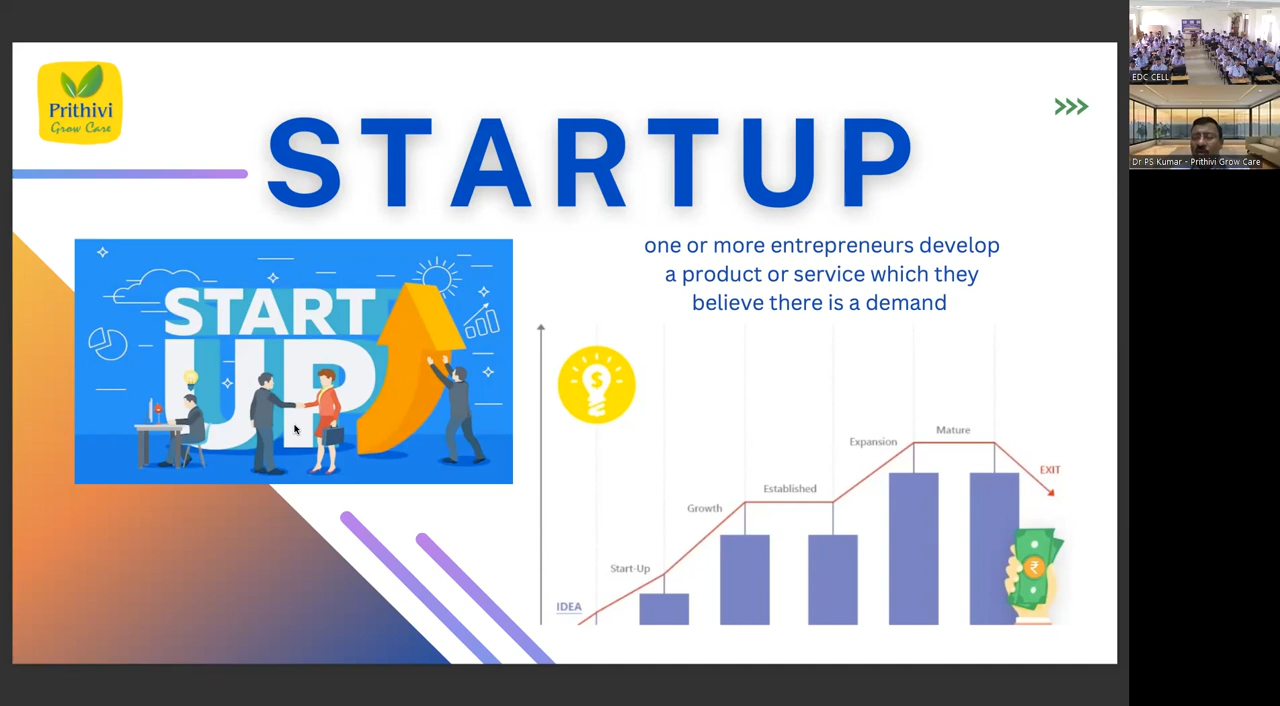 Prithivi
Grow Care
STARTUP
START
UP
one or more entrepreneurs develop
a product or service which they
believe there is a demand
$
Mature
Expansion
EXIT
Established
Growth
Start-Up
IDEA
₹
EDC CELL
Dr PS Kumar - Prithivi Grow Care